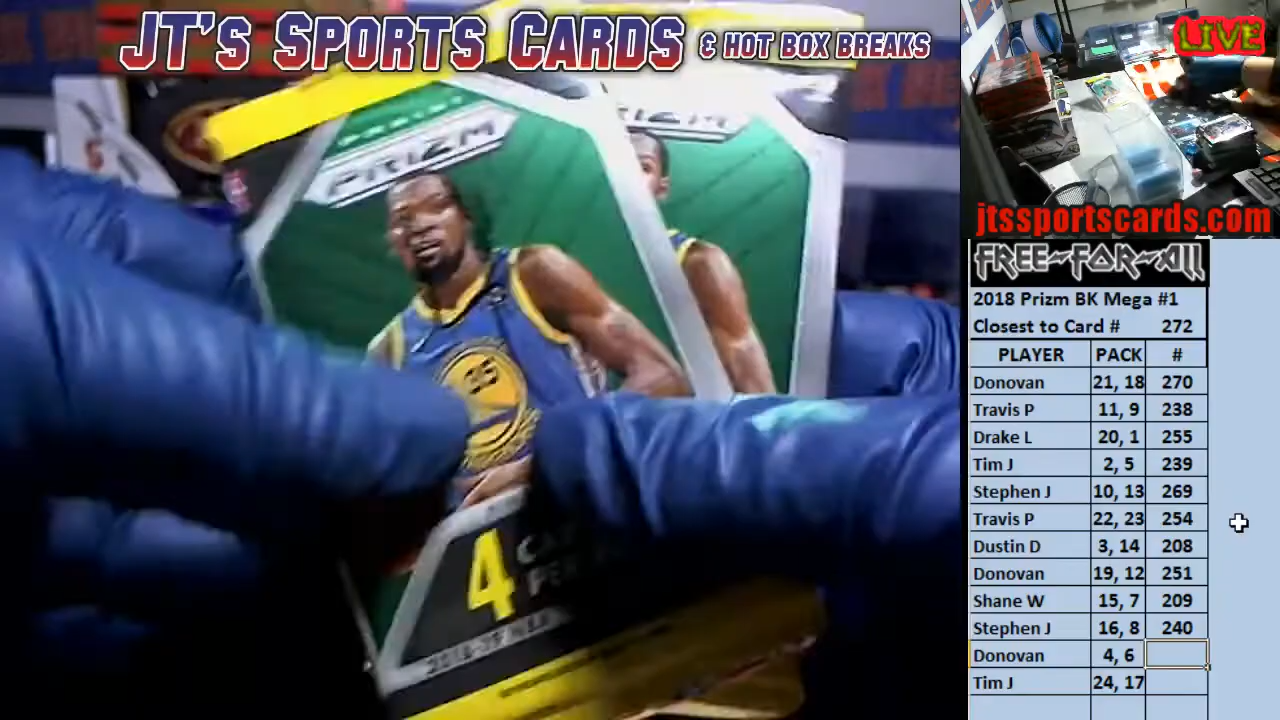 JT's SPORTS CARDS & HOT BOX BREAKS
LIVE
jtssportscards.com
FREE-FOR-ALL
2018 Prizm BK Mega #1
Closest to Card # 272
PLAYER PACK #
Donovan 21, 18 270
Travis P 11, 9 238
Drake L 20, 1 255
Tim J 2, 5 239
Stephen J 10, 13 269
Travis P 22, 23 254
Dustin D 3, 14 208
Donovan 19, 12 251
Shane W 15, 7 209
Stephen J 16, 8 240
Donovan 4, 6
Tim J 24, 17
PRIZM
35
4